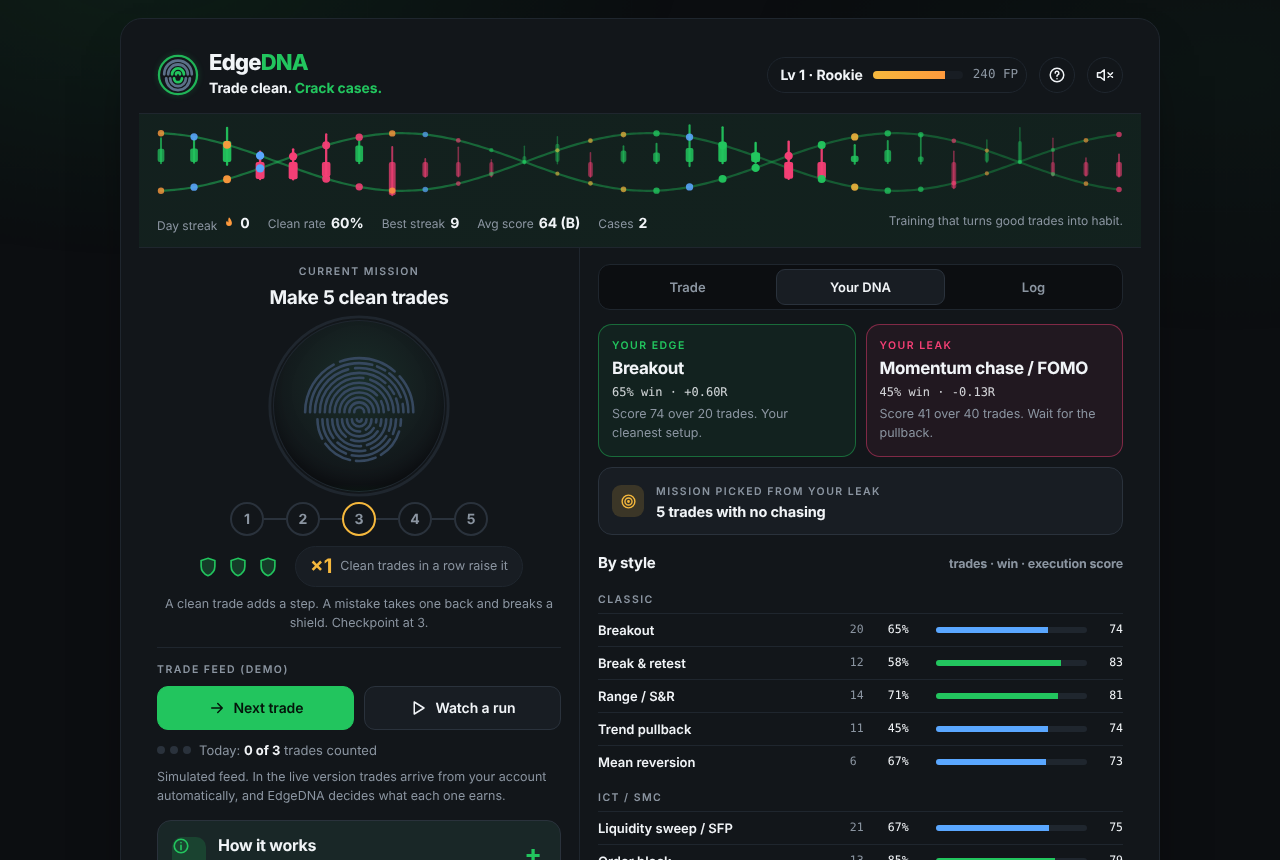 EdgeDNA
Trade clean. Crack cases.
Lv 1 · Rookie
240 FP
Day streak 0
Clean rate 60%
Best streak 9
Avg score 64 (B)
Cases 2
Training that turns good trades into habit.
CURRENT MISSION
Make 5 clean trades
1
2
3
4
5
×1 Clean trades in a row raise it
A clean trade adds a step. A mistake takes one back and breaks a
shield. Checkpoint at 3.
TRADE FEED (DEMO)
Next trade
Watch a run
Today: 0 of 3 trades counted
Simulated feed. In the live version trades arrive from your account
automatically, and EdgeDNA decides what each one earns.
How it works
Trade
Your DNA
Log
YOUR EDGE
Breakout
65% win · +0.60R
Score 74 over 20 trades. Your
cleanest setup.
YOUR LEAK
Momentum chase / FOMO
45% win · -0.13R
Score 41 over 40 trades. Wait for the
pullback.
MISSION PICKED FROM YOUR LEAK
5 trades with no chasing
By style
trades · win · execution score
CLASSIC
Breakout 20 65% 74
Break & retest 12 58% 83
Range / S&R 14 71% 81
Trend pullback 11 45% 74
Mean reversion 6 67% 73
ICT / SMC
Liquidity sweep / SFP 21 67% 75
Order block 13 85% 79